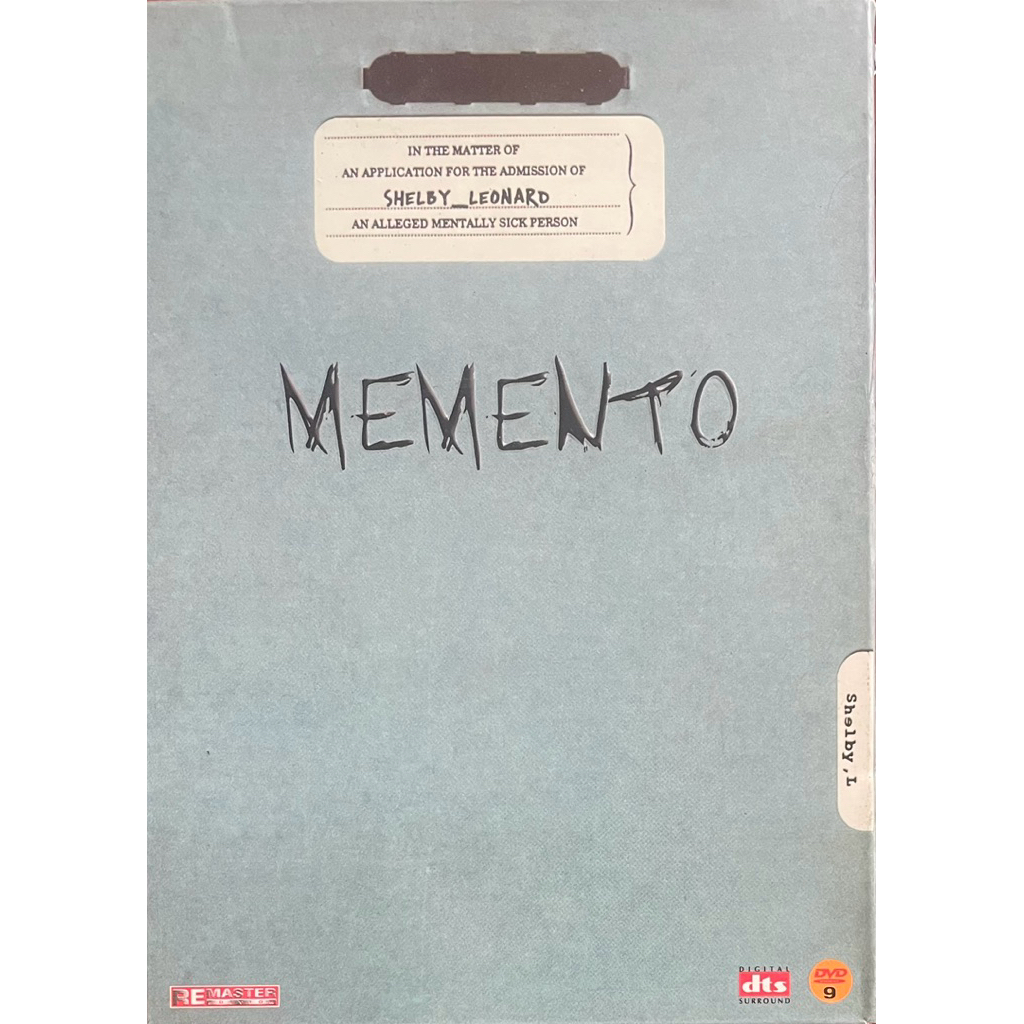 IN THE MATTER OF
AN APPLICATION FOR THE ADMISSION OF
SHELBY_LEONARD
AN ALLEGED MENTALLY SICK PERSON
MEMENTO
Shelby,L
REMASTER
DIGITAL
dts
SURROUND
DVD
9